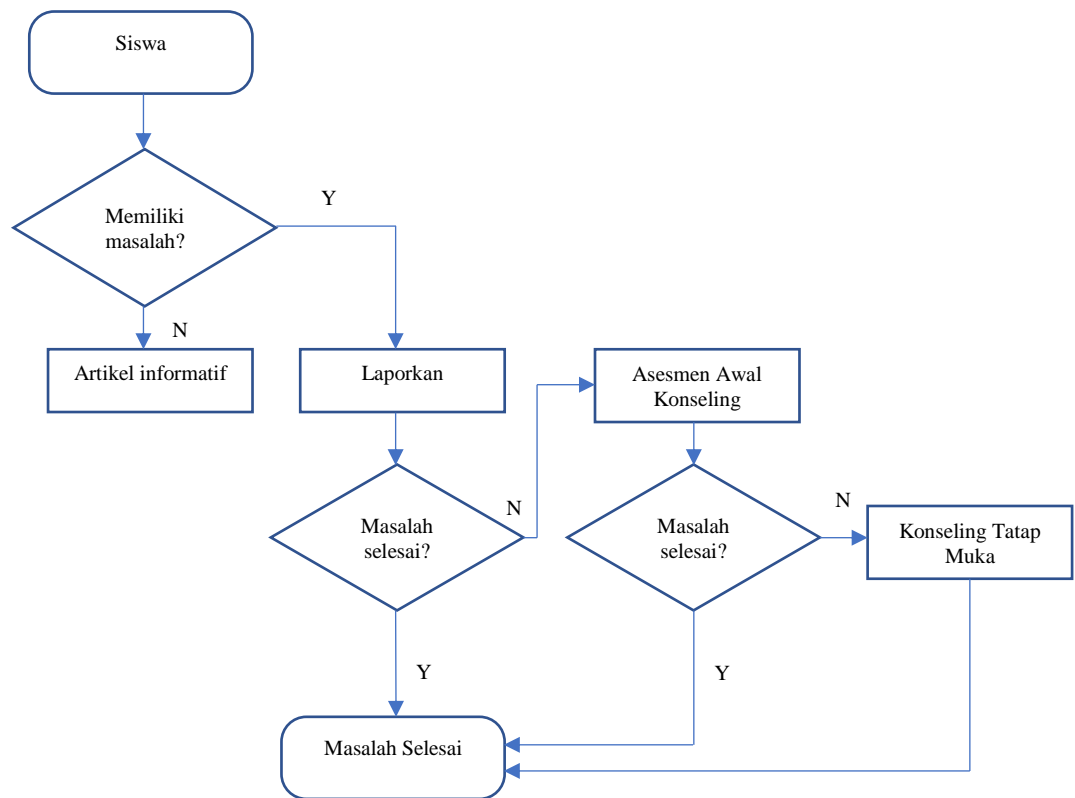 Siswa
Memiliki
masalah?
Y
N
Artikel informatif
Laporkan
Asesmen Awal
Konseling
Masalah
selesai?
N
Masalah
selesai?
N
Konseling Tatap
Muka
Y
Y
Masalah Selesai